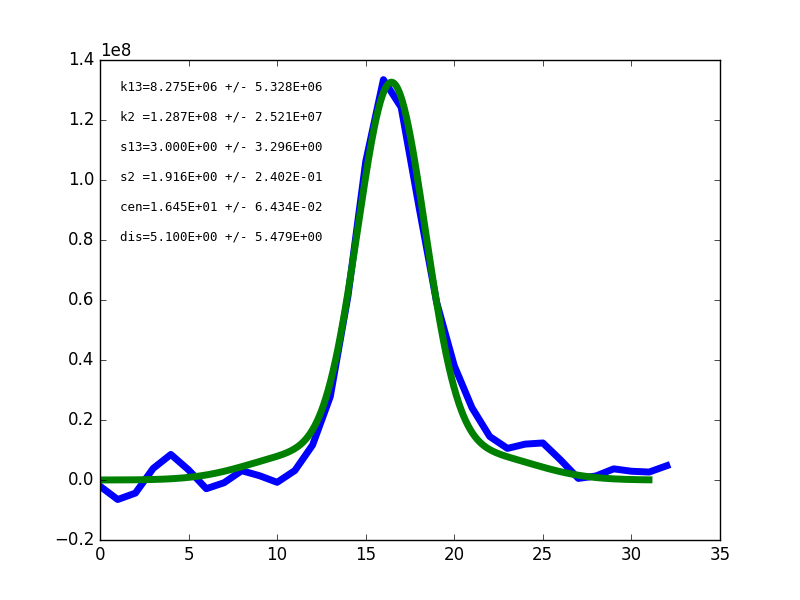 1e8
1.4
k13=8.275E+06 +/- 5.328E+06
1.2
k2 =1.287E+08 +/- 2.521E+07
s13=3.000E+00 +/- 3.296E+00
1.0
s2 =1.916E+00 +/- 2.402E-01
cen=1.645E+01 +/- 6.434E-02
0.8
dis=5.100E+00 +/- 5.479E+00
0.6
0.4
0.2
0.0
−0.2
0 5 10 15 20 25 30 35